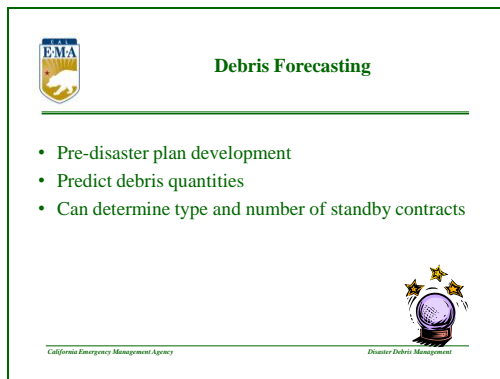 CAL
E·M·A
Debris Forecasting
• Pre-disaster plan development
• Predict debris quantities
• Can determine type and number of standby contracts
California Emergency Management Agency
Disaster Debris Management